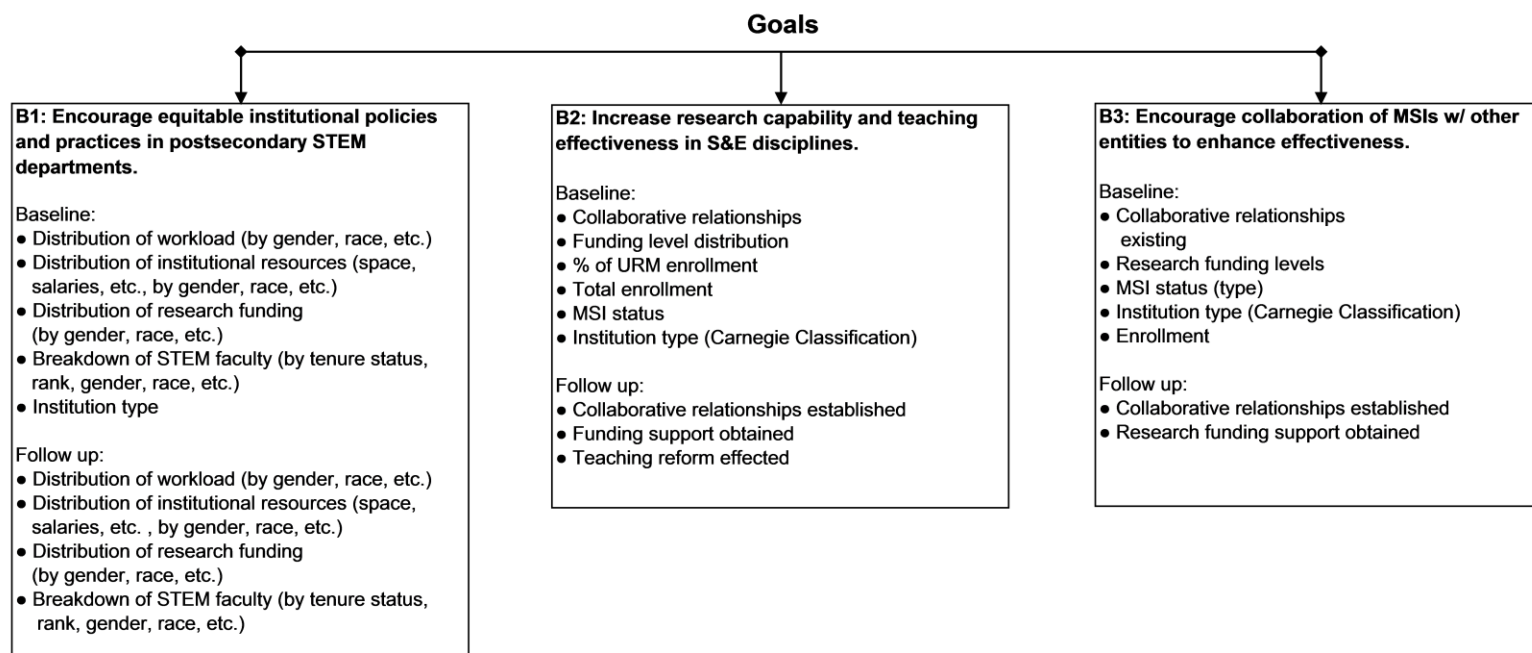 Goals
B1: Encourage equitable institutional policies
and practices in postsecondary STEM
departments.
Baseline:
● Distribution of workload (by gender, race, etc.)
● Distribution of institutional resources (space,
salaries, etc., by gender, race, etc.)
● Distribution of research funding
(by gender, race, etc.)
● Breakdown of STEM faculty (by tenure status,
rank, gender, race, etc.)
● Institution type
Follow up:
● Distribution of workload (by gender, race, etc.)
● Distribution of institutional resources (space,
salaries, etc. , by gender, race, etc.)
● Distribution of research funding
(by gender, race, etc.)
● Breakdown of STEM faculty (by tenure status,
rank, gender, race, etc.)
B2: Increase research capability and teaching
effectiveness in S&E disciplines.
Baseline:
● Collaborative relationships
● Funding level distribution
● % of URM enrollment
● Total enrollment
● MSI status
● Institution type (Carnegie Classification)
Follow up:
● Collaborative relationships established
● Funding support obtained
● Teaching reform effected
B3: Encourage collaboration of MSIs w/ other
entities to enhance effectiveness.
Baseline:
● Collaborative relationships
existing
● Research funding levels
● MSI status (type)
● Institution type (Carnegie Classification)
● Enrollment
Follow up:
● Collaborative relationships established
● Research funding support obtained